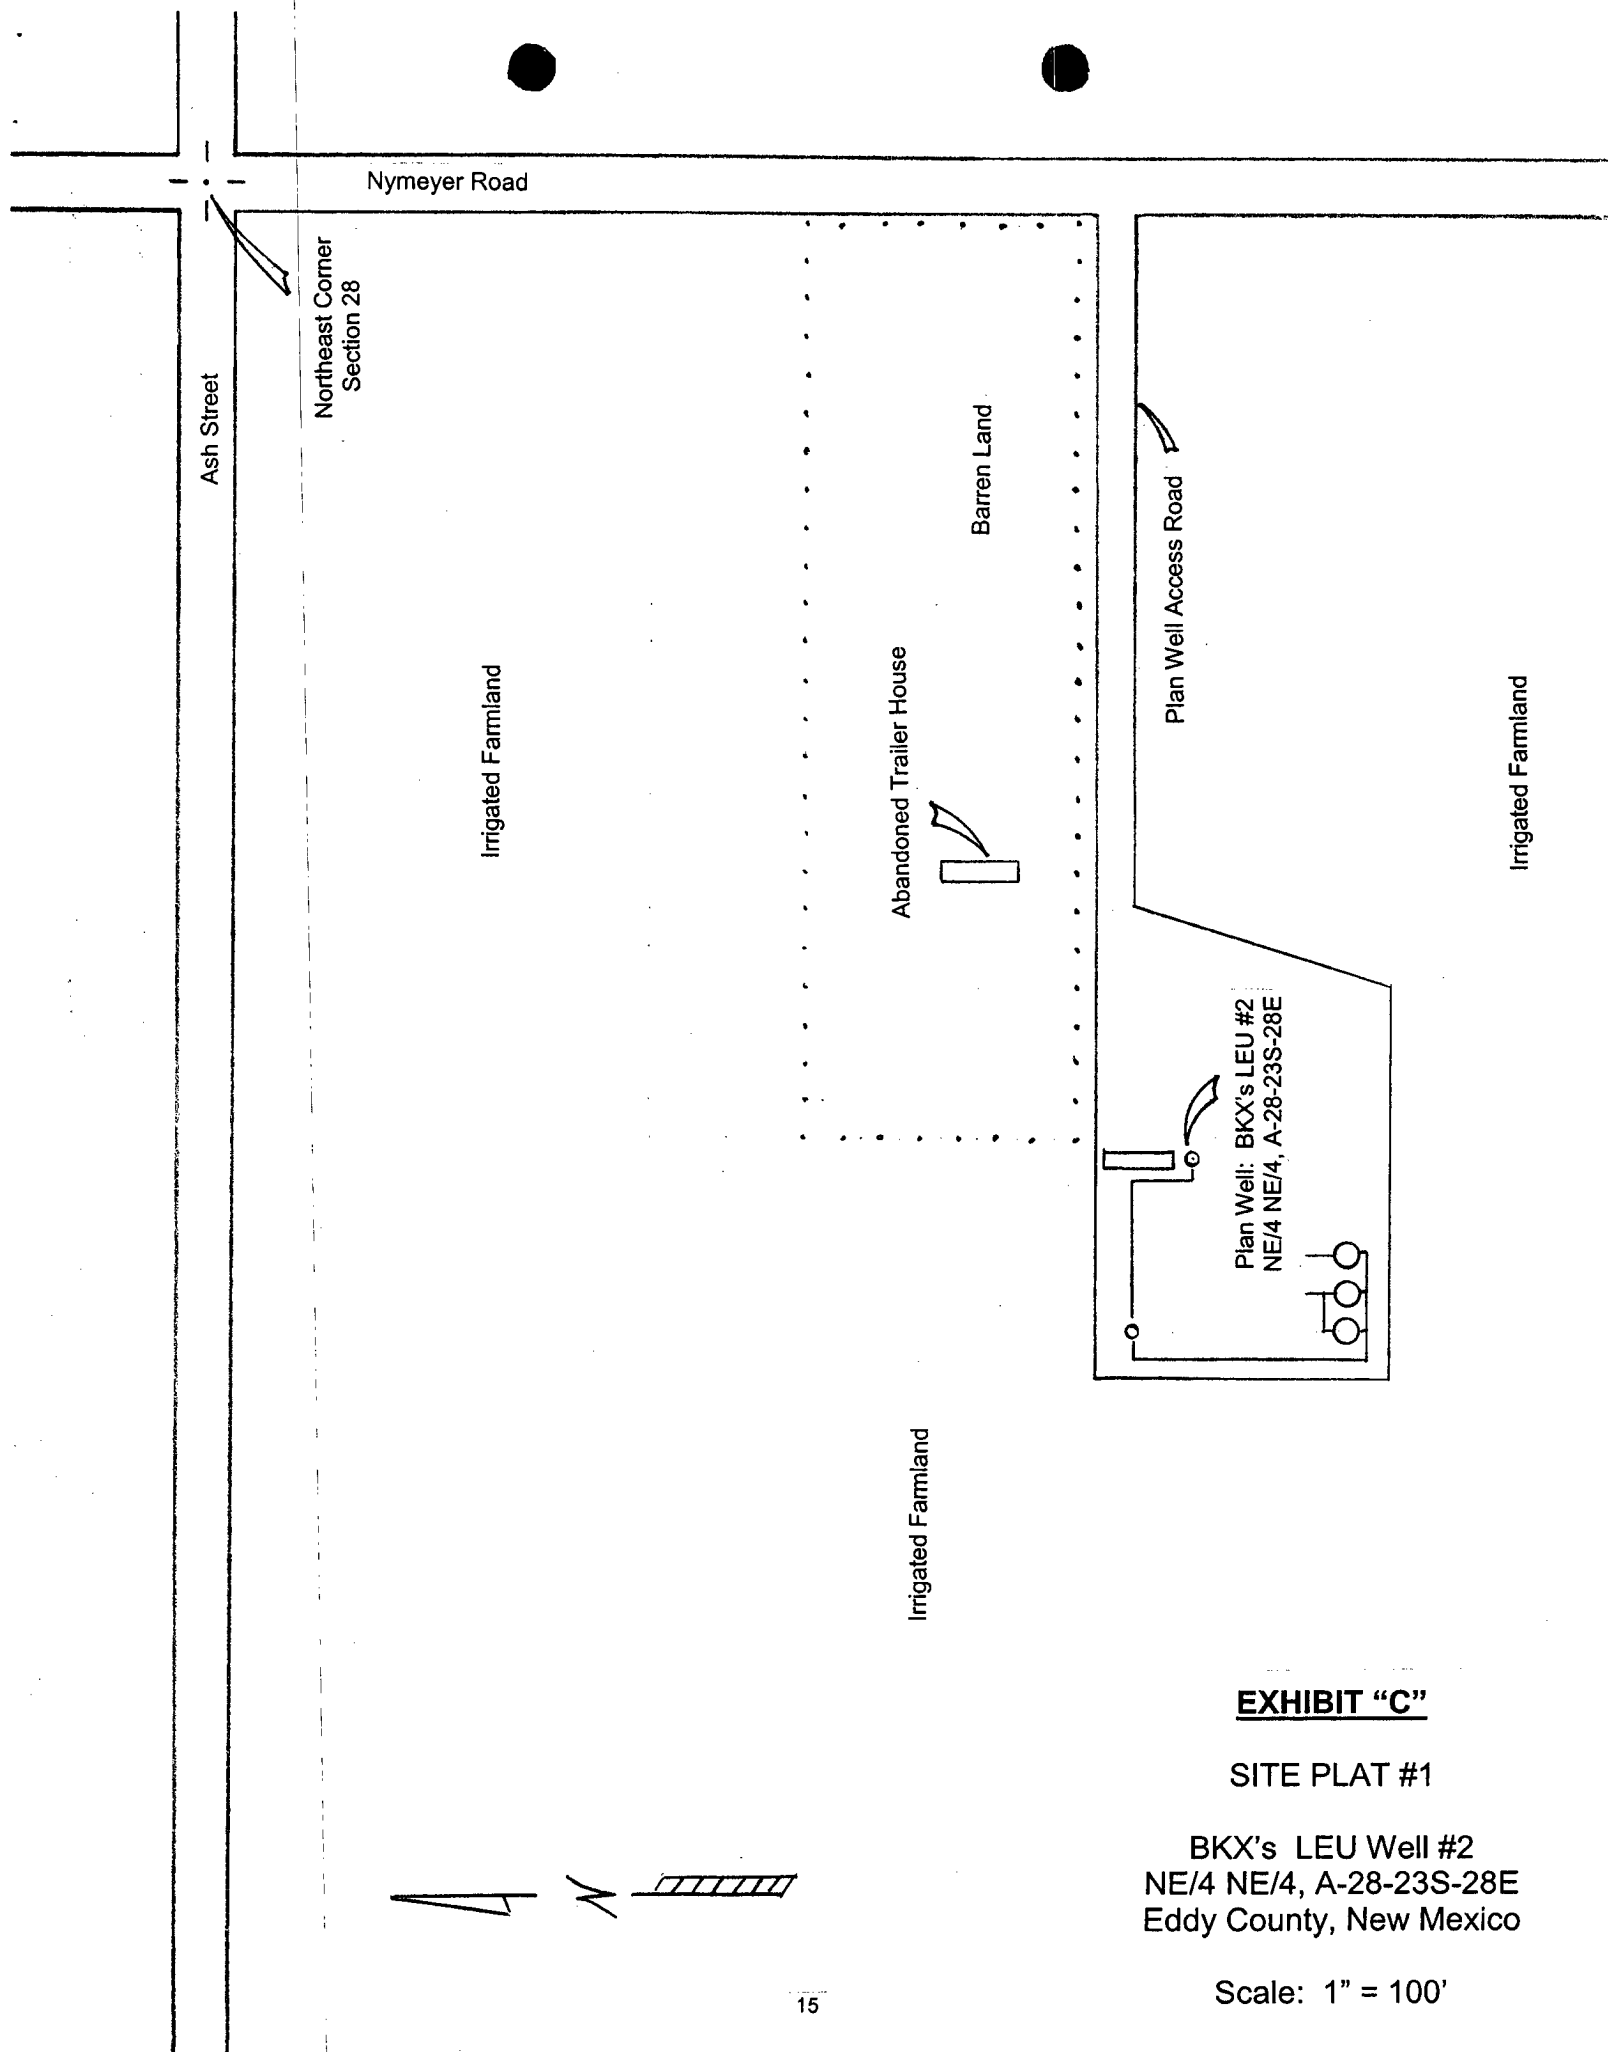 Nymeyer Road
Northeast Corner
Section 28
Ash Street
Irrigated Farmland
Barren Land
Abandoned Trailer House
Plan Well Access Road
Irrigated Farmland
Plan Well: BKX's LEU #2
NE/4 NE/4, A-28-23S-28E
Irrigated Farmland
N
EXHIBIT “C”
SITE PLAT #1
BKX's LEU Well #2
NE/4 NE/4, A-28-23S-28E
Eddy County, New Mexico
Scale: 1” = 100'
15